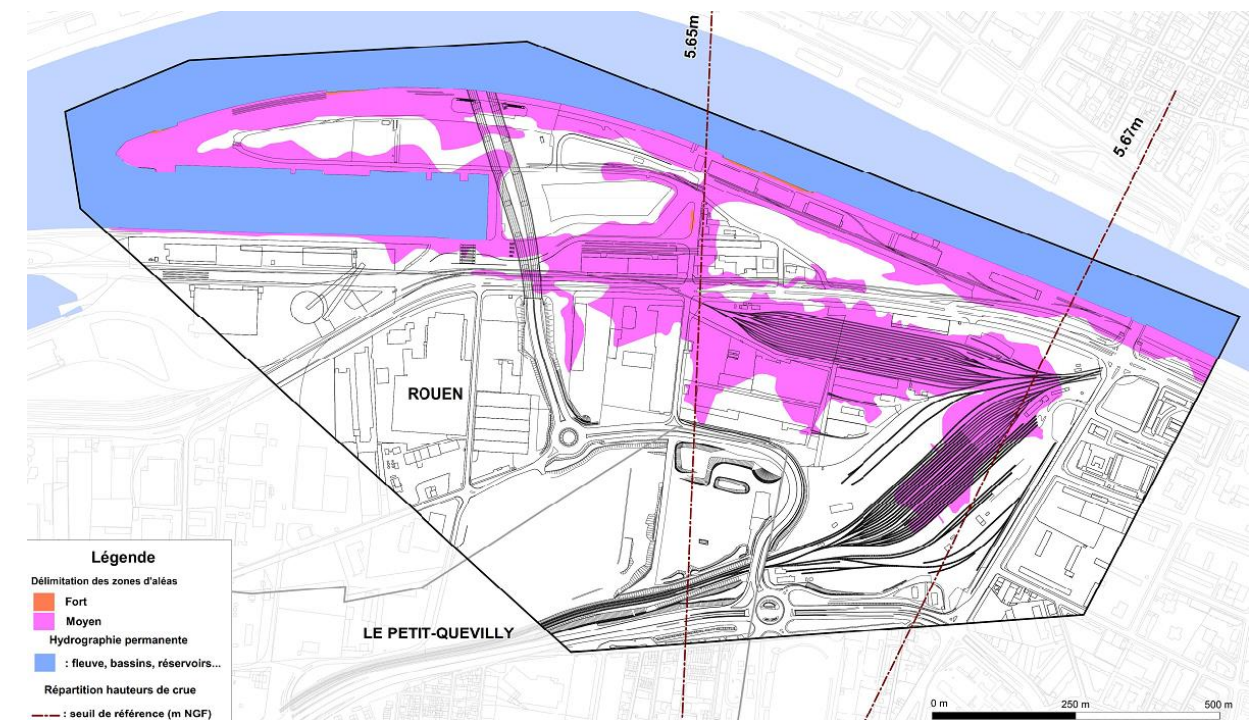 5.65m
5.67m
ROUEN
LE PETIT-QUEVILLY
Légende
Délimitation des zones d'aléas
Fort
Moyen
Hydrographie permanente
: fleuve, bassins, réservoirs...
Répartition hauteurs de crue
: seuil de référence (m NGF)
0 m 250 m 500 m